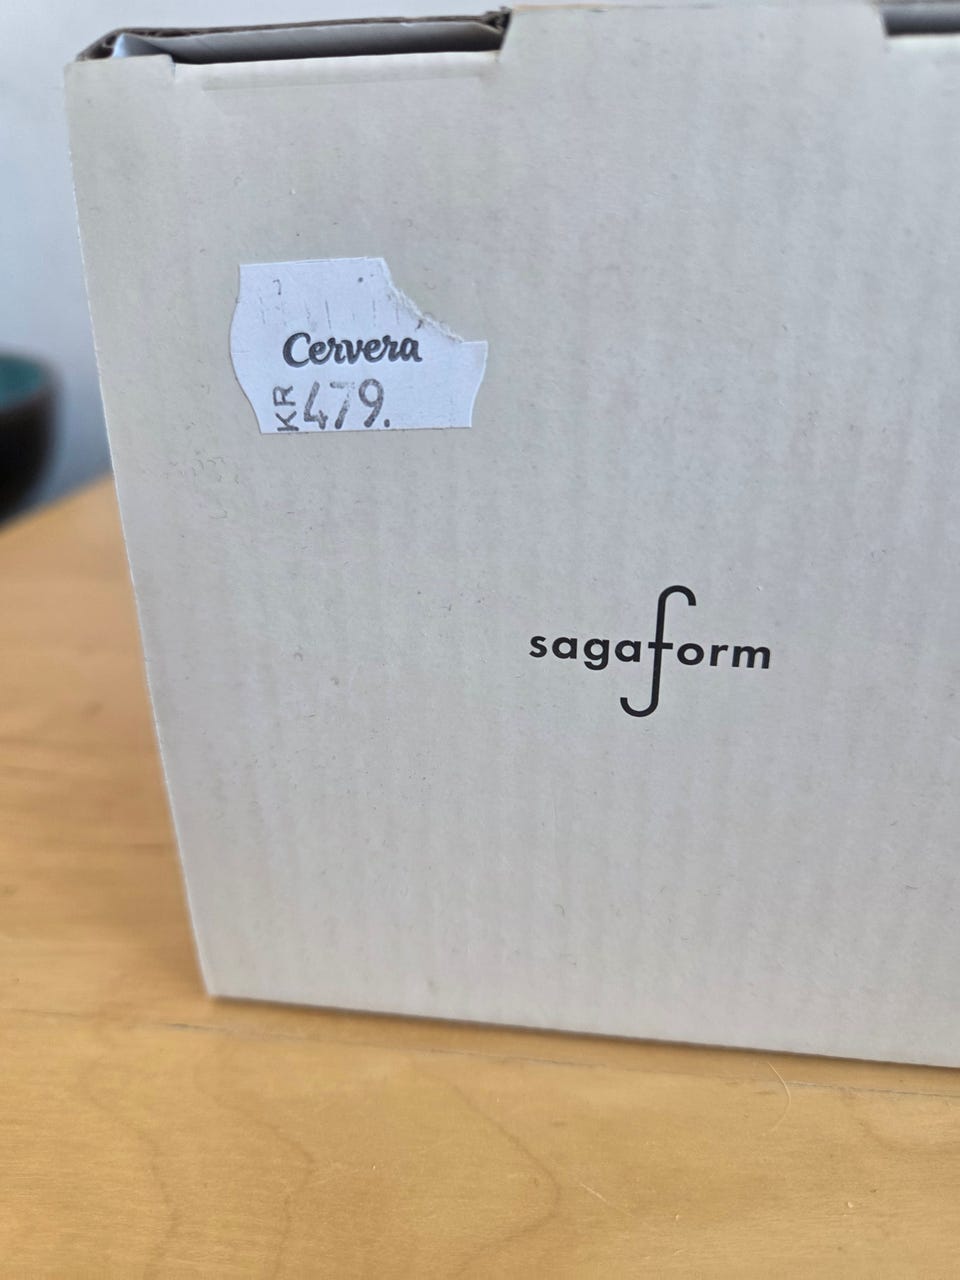 Cervera
KR 479.
sagaform